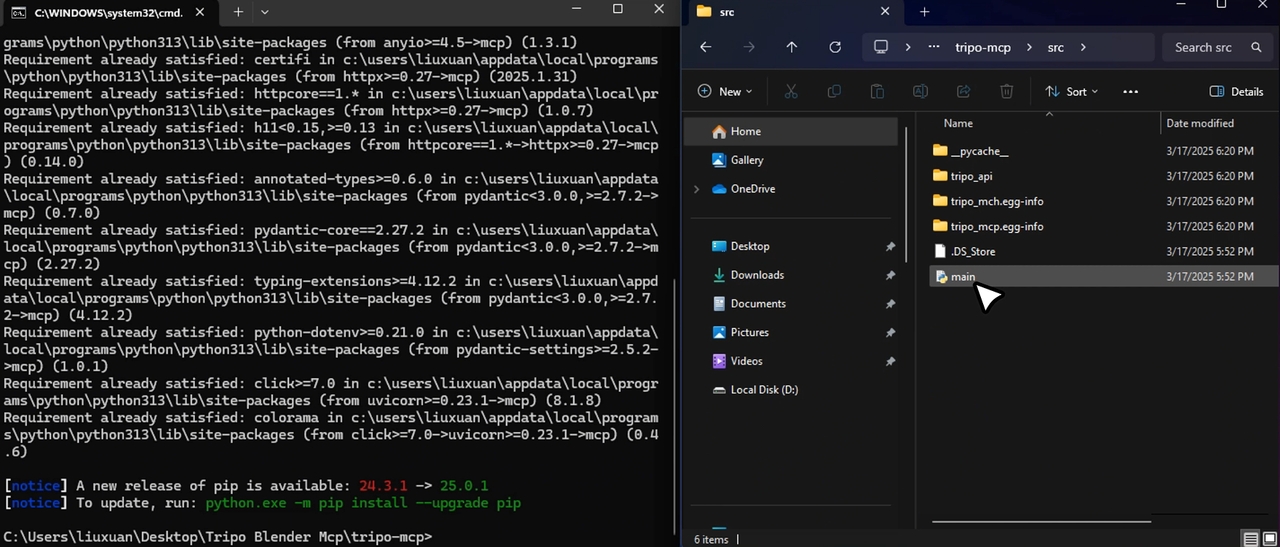 C:\WINDOWS\system32\cmd.
grams\python\python313\lib\site-packages (from anyio>=4.5->mcp) (1.3.1)
Requirement already satisfied: certifi in c:\users\liuxuan\appdata\local\programs
\python\python313\lib\site-packages (from httpx>=0.27->mcp) (2025.1.31)
Requirement already satisfied: httpcore==1.* in c:\users\liuxuan\appdata\local\pr
ograms\python\python313\lib\site-packages (from httpx>=0.27->mcp) (1.0.7)
Requirement already satisfied: h11<0.15,>=0.13 in c:\users\liuxuan\appdata\local\
programs\python\python313\lib\site-packages (from httpcore==1.*->httpx>=0.27->mcp
) (0.14.0)
Requirement already satisfied: annotated-types>=0.6.0 in c:\users\liuxuan\appdata
\local\programs\python\python313\lib\site-packages (from pydantic<3.0.0,>=2.7.2->
mcp) (0.7.0)
Requirement already satisfied: pydantic-core==2.27.2 in c:\users\liuxuan\appdata\
local\programs\python\python313\lib\site-packages (from pydantic<3.0.0,>=2.7.2->m
cp) (2.27.2)
Requirement already satisfied: typing-extensions>=4.12.2 in c:\users\liuxuan\appd
ata\local\programs\python\python313\lib\site-packages (from pydantic<3.0.0,>=2.7.
2->mcp) (4.12.2)
Requirement already satisfied: python-dotenv>=0.21.0 in c:\users\liuxuan\appdata\
local\programs\python\python313\lib\site-packages (from pydantic-settings>=2.5.2-
>mcp) (1.0.1)
Requirement already satisfied: click>=7.0 in c:\users\liuxuan\appdata\local\progr
ams\python\python313\lib\site-packages (from uvicorn>=0.23.1->mcp) (8.1.8)
Requirement already satisfied: colorama in c:\users\liuxuan\appdata\local\program
s\python\python313\lib\site-packages (from click>=7.0->uvicorn>=0.23.1->mcp) (0.4
.6)
[notice] A new release of pip is available: 24.3.1 -> 25.0.1
[notice] To update, run: python.exe -m pip install --upgrade pip
C:\Users\liuxuan\Desktop\Tripo Blender Mcp\tripo-mcp>
src
tripo-mcp > src > Search src
New Sort Details
Home
Gallery
OneDrive
Desktop
Downloads
Documents
Pictures
Videos
Local Disk (D:)
Name Date modified
__pycache__ 3/17/2025 6:20 PM
tripo_api 3/17/2025 6:20 PM
tripo_mch.egg-info 3/17/2025 6:20 PM
tripo_mcp.egg-info 3/17/2025 6:20 PM
.DS_Store 3/17/2025 5:52 PM
main 3/17/2025 5:52 PM
6 items